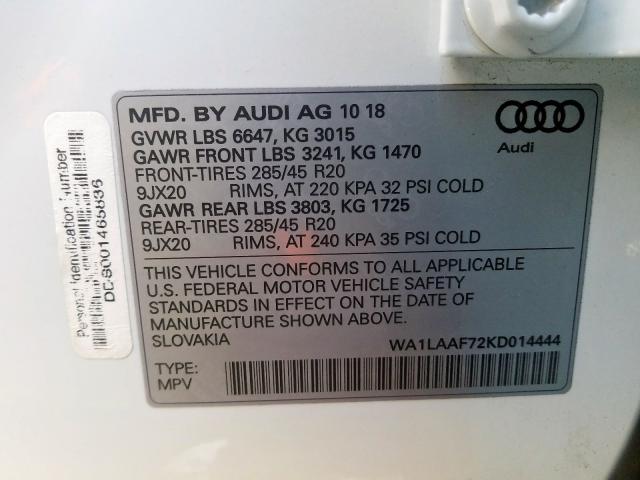 MFD. BY AUDI AG 10 18
GVWR LBS 6647, KG 3015
GAWR FRONT LBS 3241, KG 1470
FRONT-TIRES 285/45 R20
9JX20 RIMS, AT 220 KPA 32 PSI COLD
GAWR REAR LBS 3803, KG 1725
REAR-TIRES 285/45 R20
9JX20 RIMS, AT 240 KPA 35 PSI COLD
Audi
THIS VEHICLE CONFORMS TO ALL APPLICABLE
U.S. FEDERAL MOTOR VEHICLE SAFETY
STANDARDS IN EFFECT ON THE DATE OF
MANUFACTURE SHOWN ABOVE.
SLOVAKIA WA1LAAF72KD014444
TYPE:
MPV
Personal Identification Number